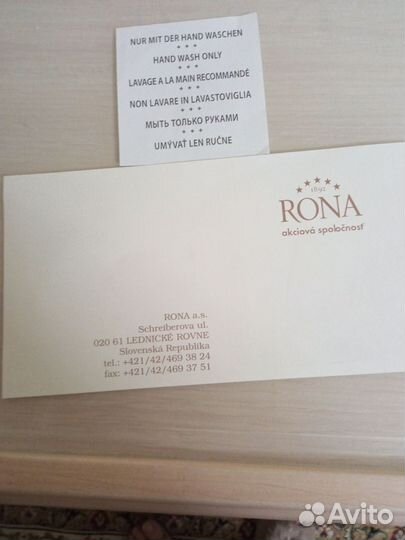 NUR MIT DER HAND WASCHEN
HAND WASH ONLY
LAVAGE A LA MAIN RECOMMANDÉ
NON LAVARE IN LAVASTOVIGLIA
МЫТЬ ТОЛЬКО РУКАМИ
UMÝVAŤ LEN RUČNE
1892
RONA
akciová spoločnosť
RONA a.s.
Schreiberova ul.
020 61 LEDNICKÉ ROVNE
Slovenská Republika
tel.: +421/42/469 38 24
fax: +421/42/469 37 51
Avito